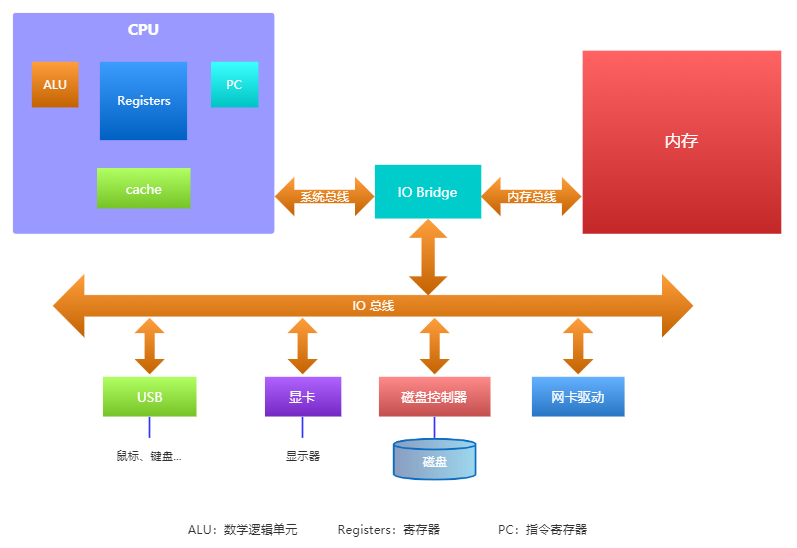 CPU
ALU
Registers
PC
cache
系统总线
IO Bridge
内存总线
内存
IO 总线
USB
显卡
磁盘控制器
网卡驱动
鼠标、键盘...
显示器
磁盘
ALU：数学逻辑单元
Registers：寄存器
PC：指令寄存器